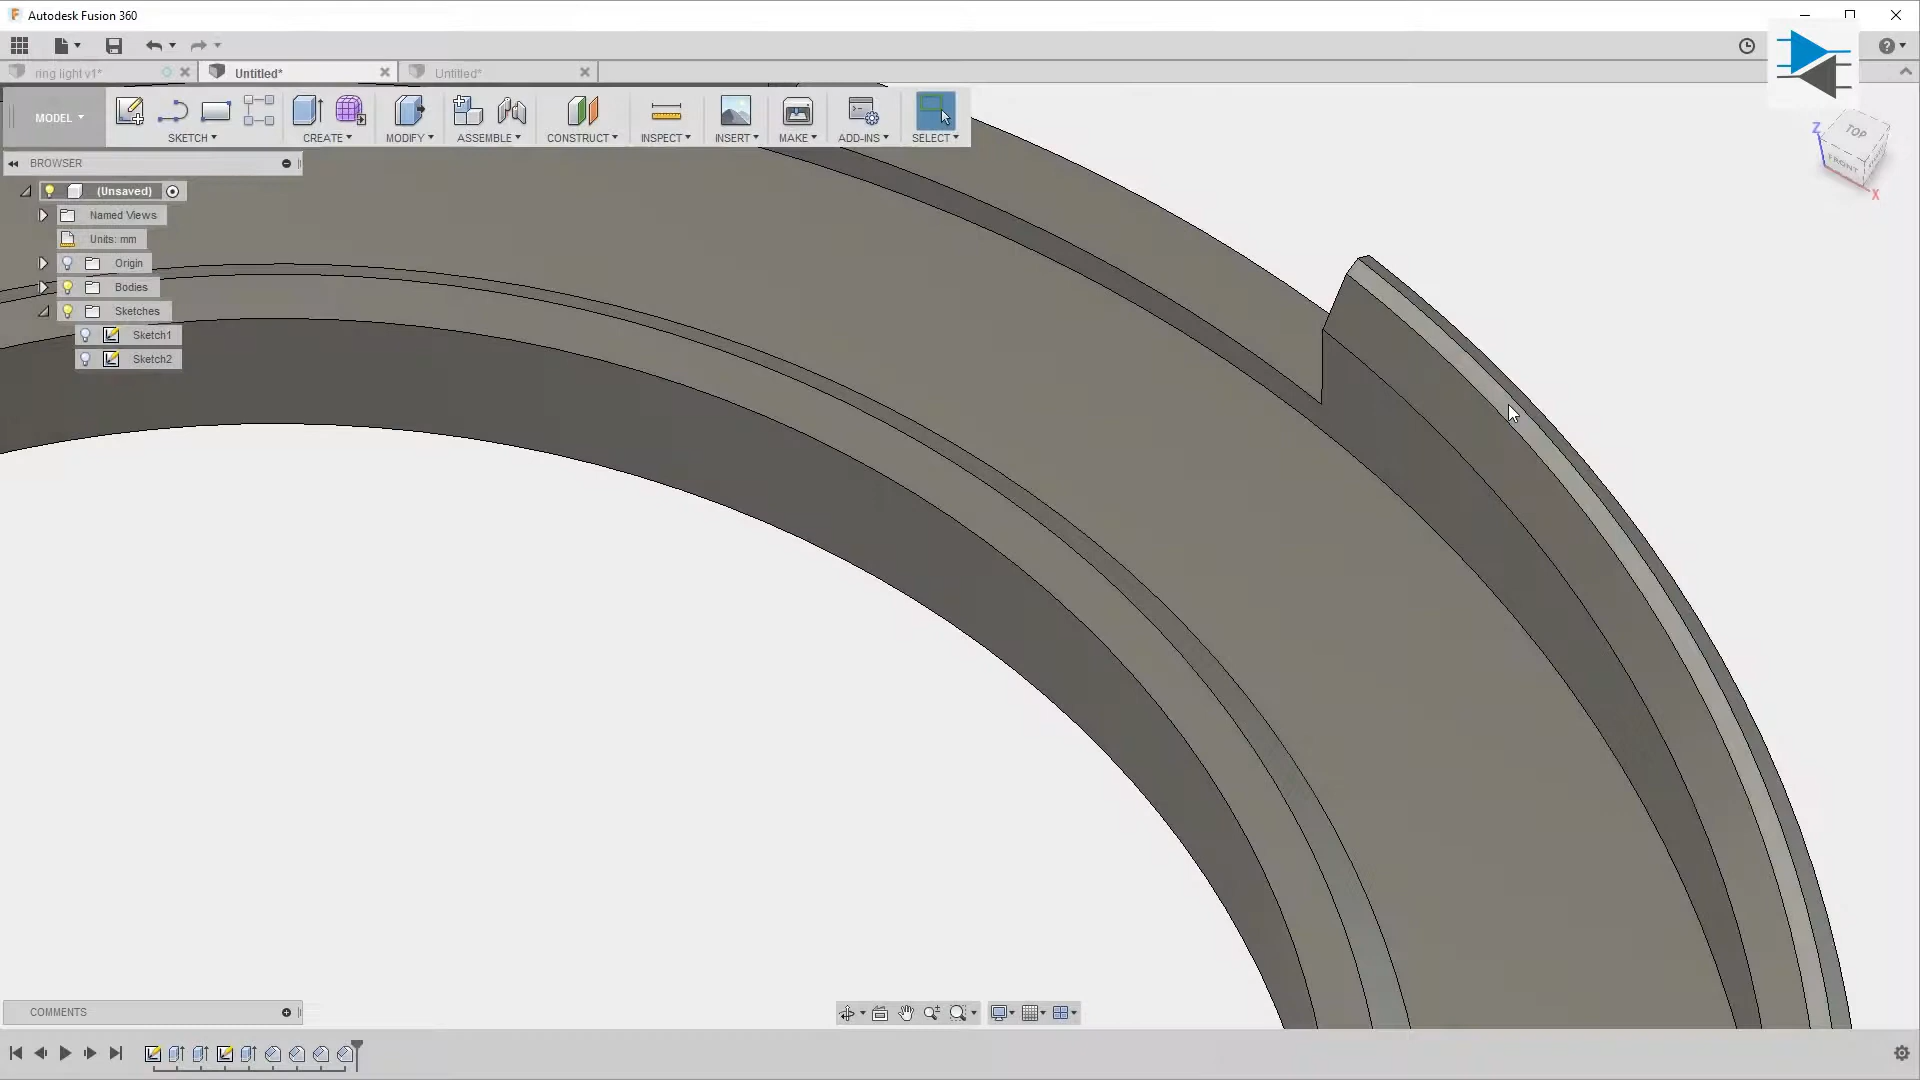 Autodesk Fusion 360
ring light v1*
Untitled*
Untitled*
MODEL
SKETCH
CREATE
MODIFY
ASSEMBLE
CONSTRUCT
INSPECT
INSERT
MAKE
ADD-INS
SELECT
TOP
FRONT
Z
X
BROWSER
(Unsaved)
Named Views
Units: mm
Origin
Bodies
Sketches
Sketch1
Sketch2
COMMENTS